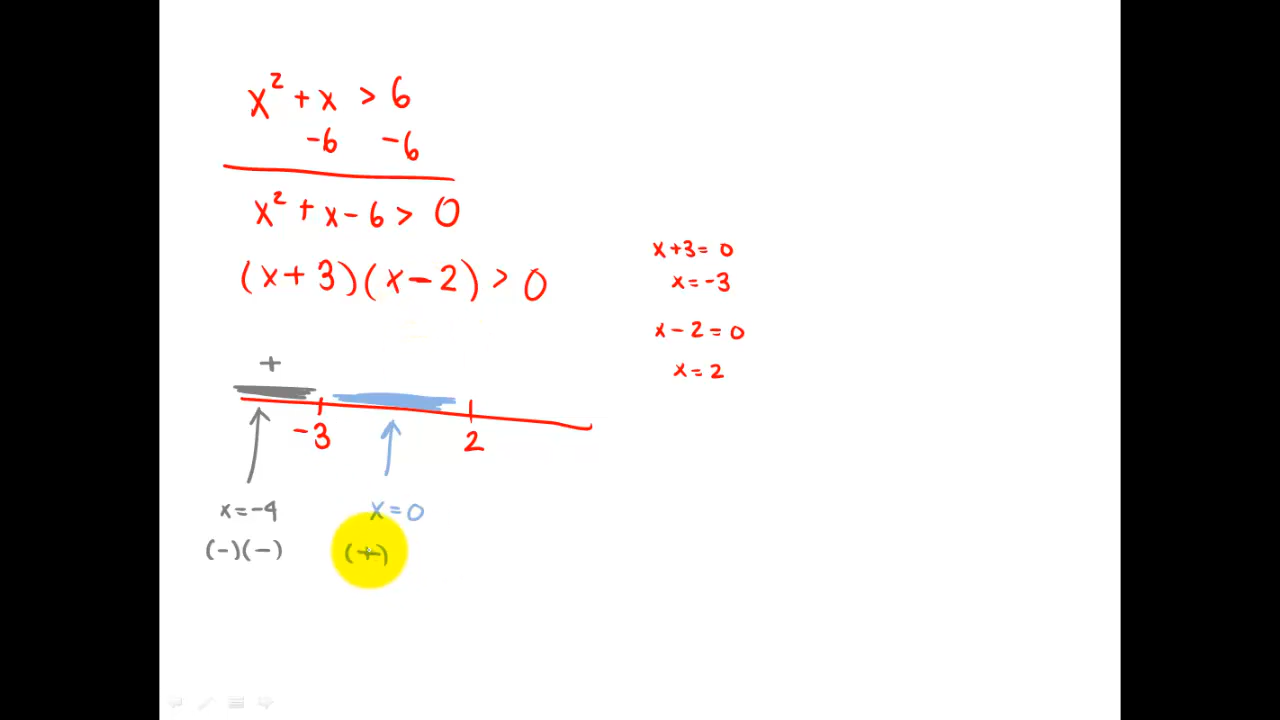 x² + x > 6
-6 -6
x² + x - 6 > 0
(x + 3)(x - 2) > 0
x + 3 = 0
x = -3
x - 2 = 0
x = 2
+
-3 2
x = -4 x = 0
(-)(-) (+)